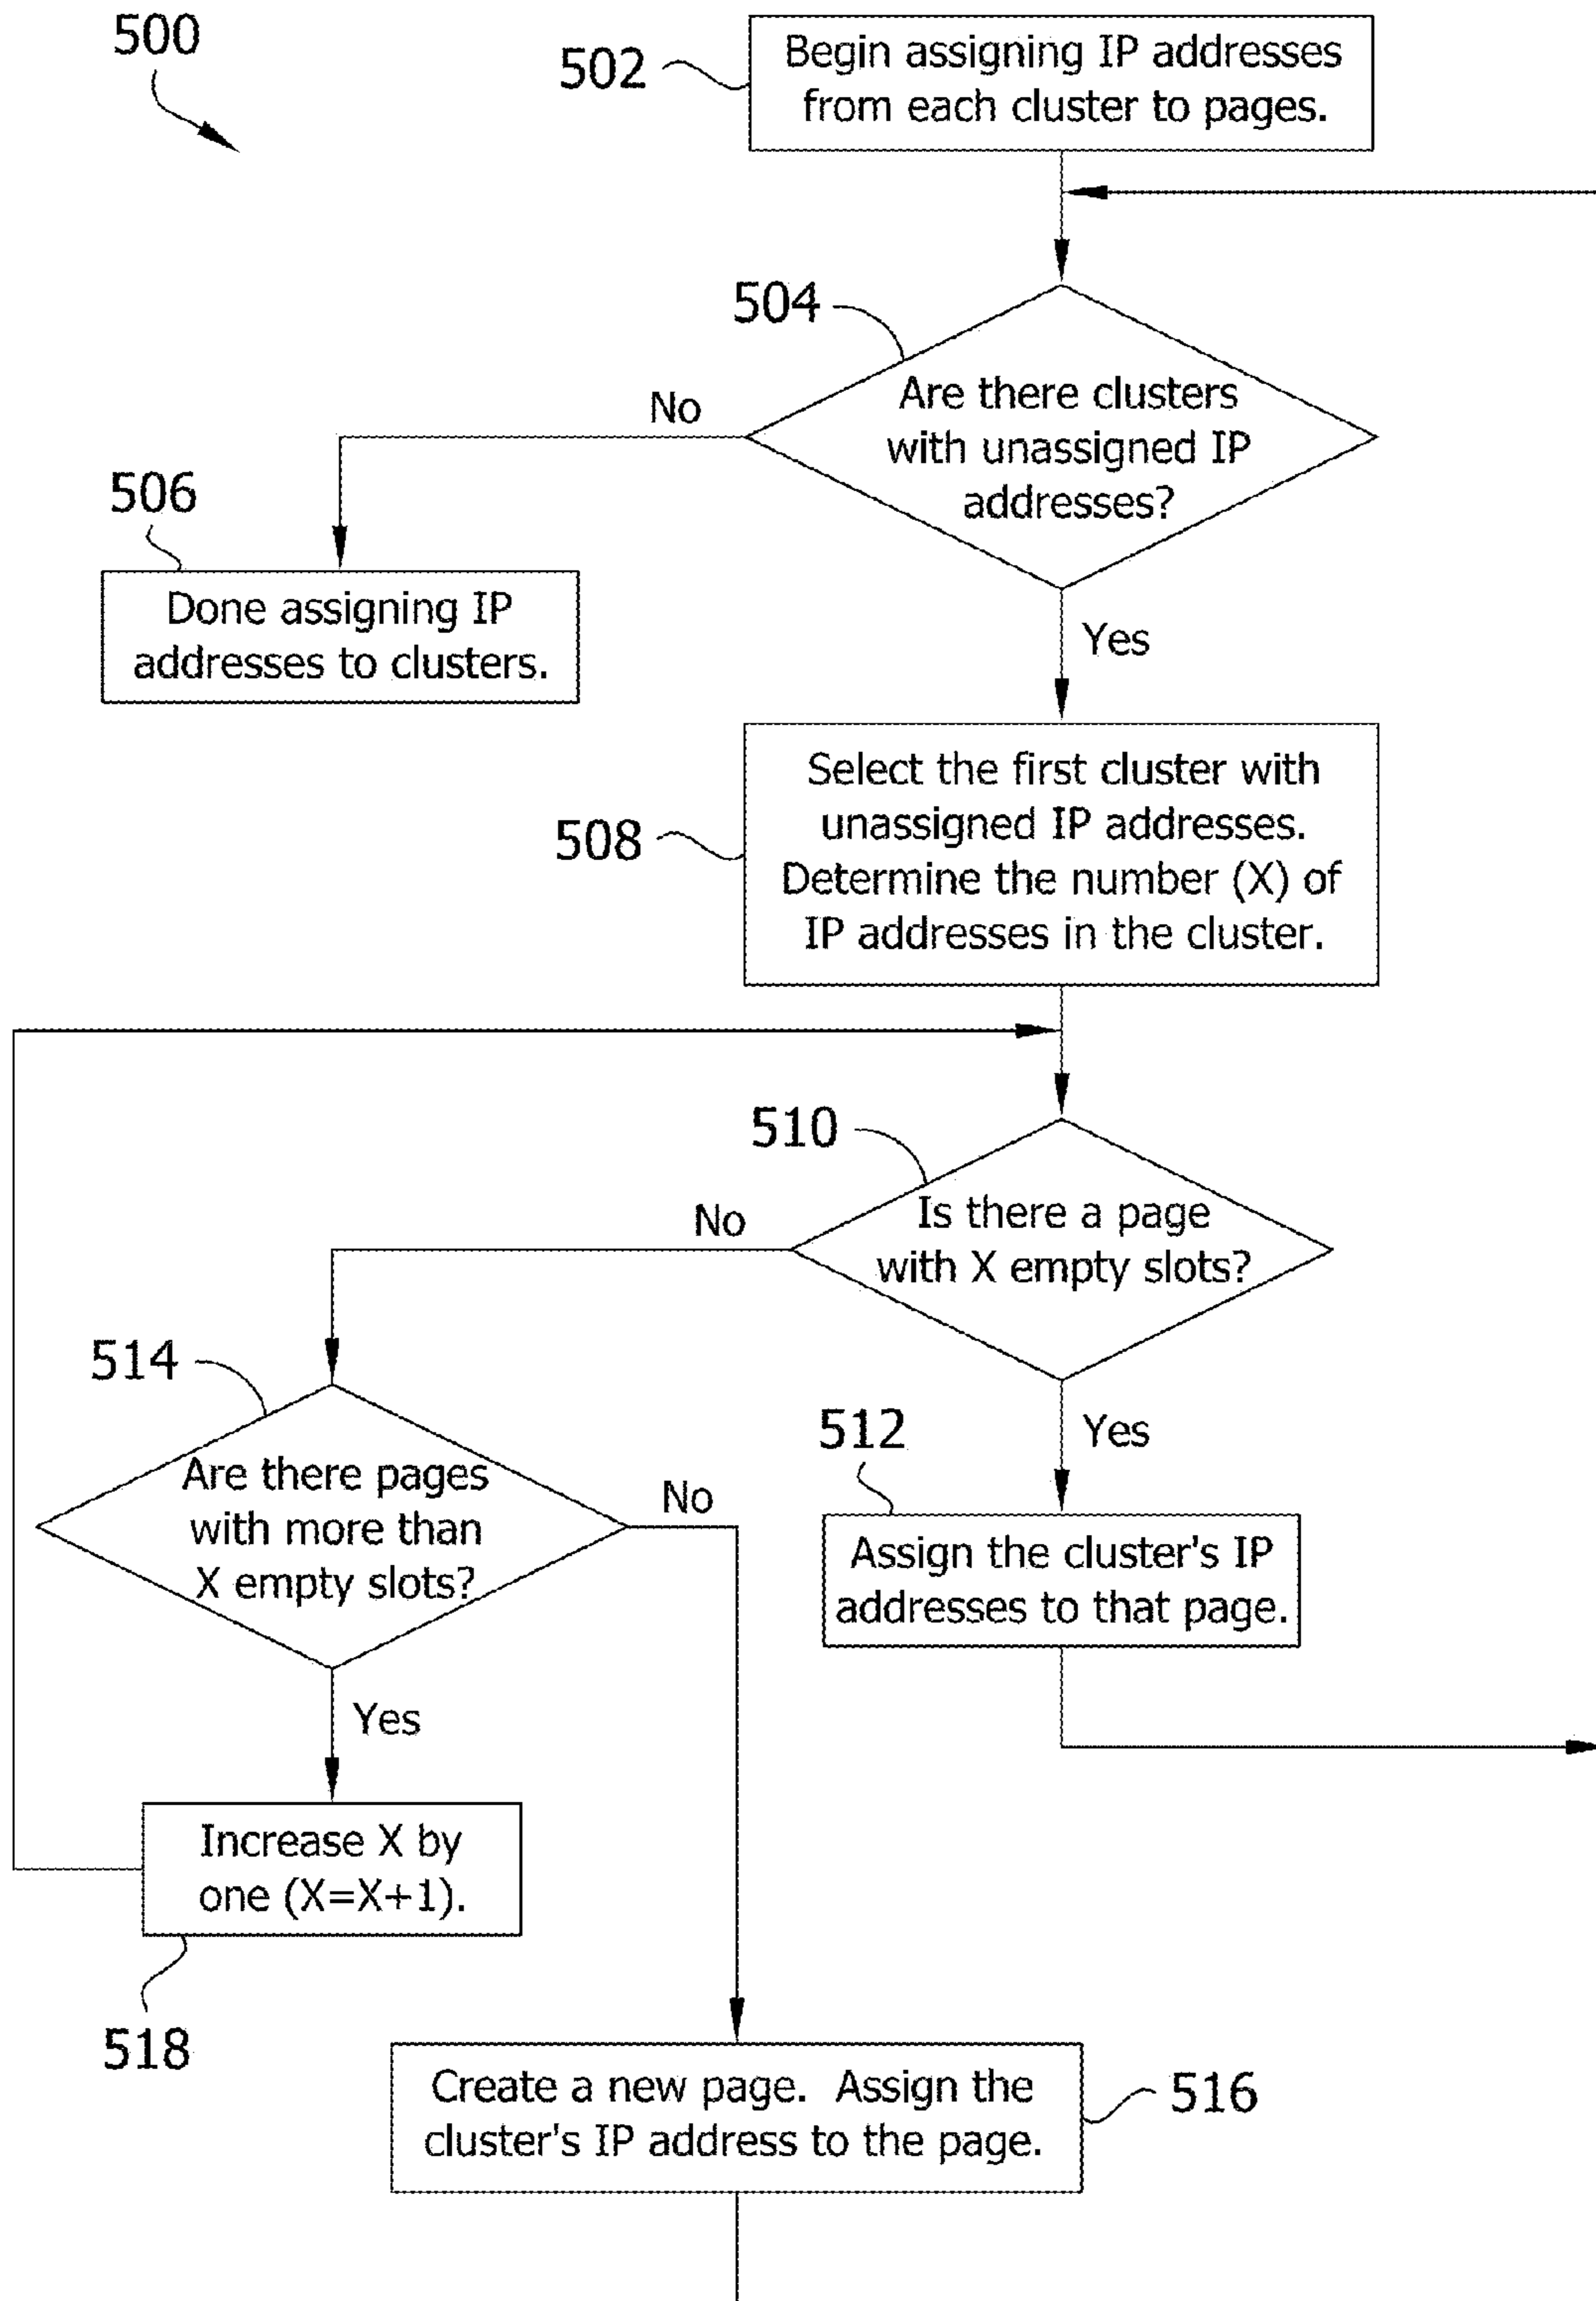 500
502
Begin assigning IP addresses
from each cluster to pages.
504
Are there clusters
with unassigned IP
addresses?
No
506
Done assigning IP
addresses to clusters.
Yes
508
Select the first cluster with
unassigned IP addresses.
Determine the number (X) of
IP addresses in the cluster.
510
Is there a page
with X empty slots?
No
514
Are there pages
with more than
X empty slots?
No
512
Yes
Assign the cluster's IP
addresses to that page.
Yes
Increase X by
one (X=X+1).
518
Create a new page. Assign the
cluster's IP address to the page.
516